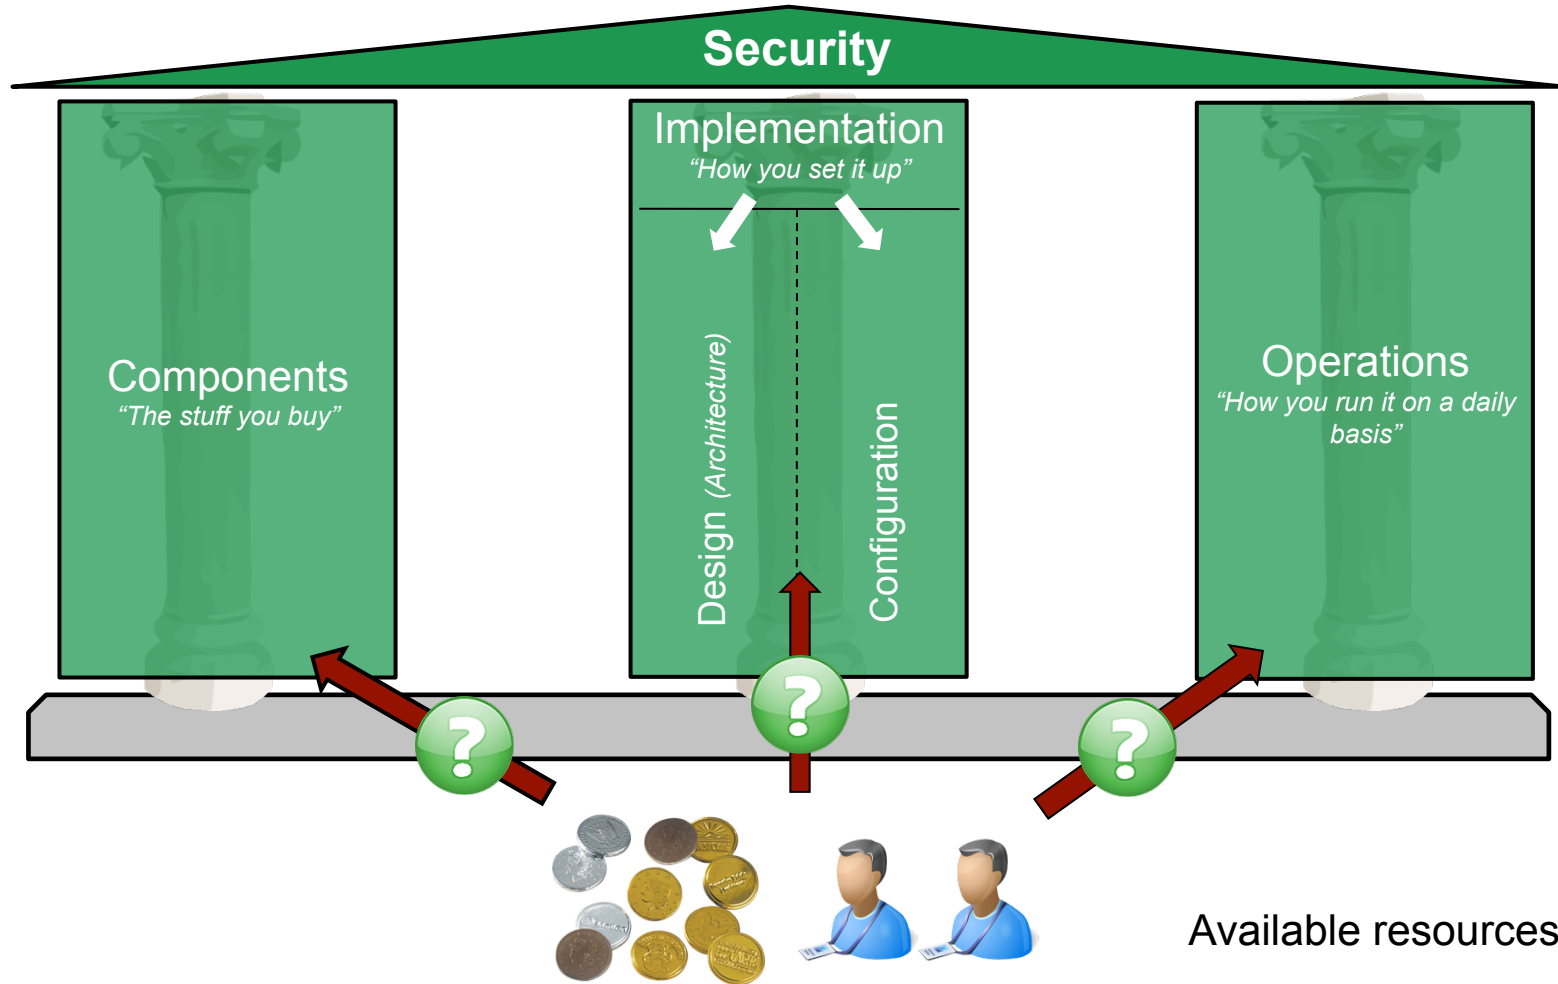 Security
Components
“The stuff you buy”
Implementation
“How you set it up”
Design (Architecture)
Configuration
Operations
“How you run it on a daily
basis”
Available resources